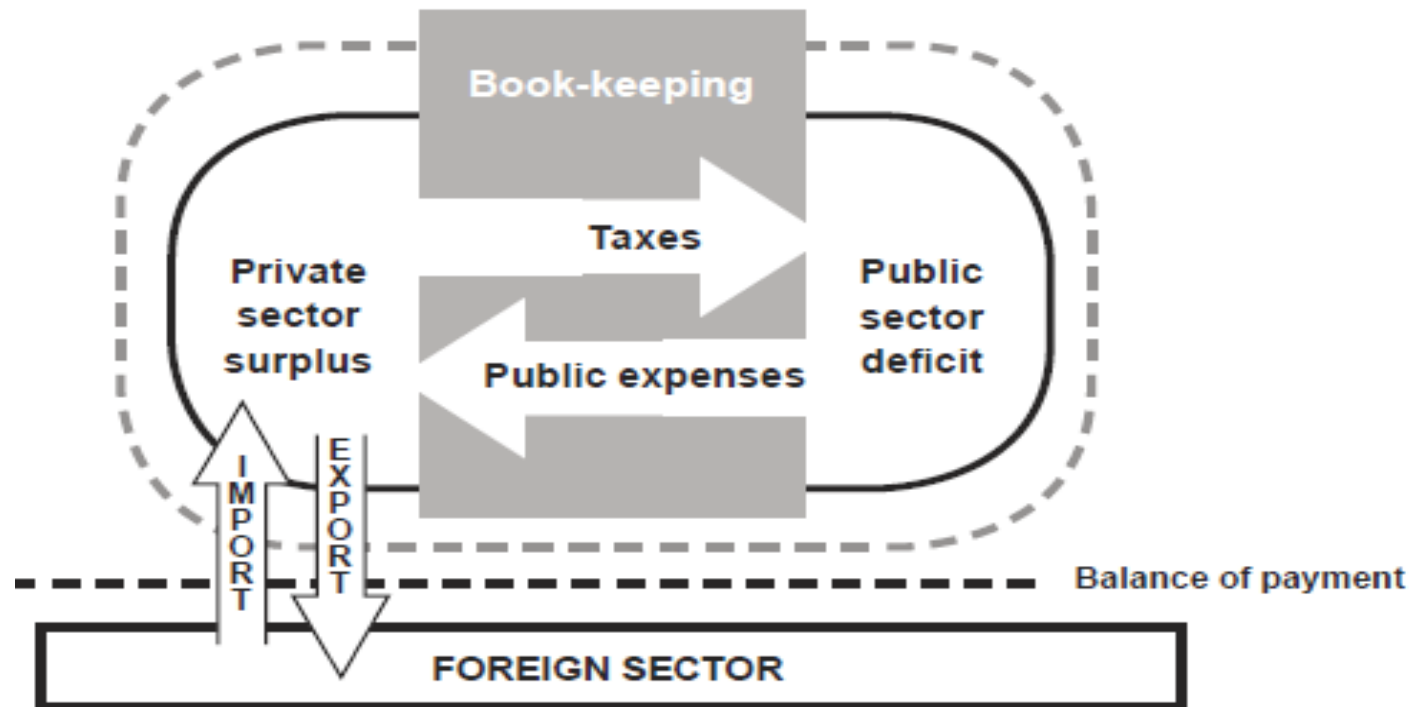 Book-keeping
Taxes
Private
sector
surplus
Public
sector
deficit
Public expenses
IMPORT
EXPORT
Balance of payment
FOREIGN SECTOR